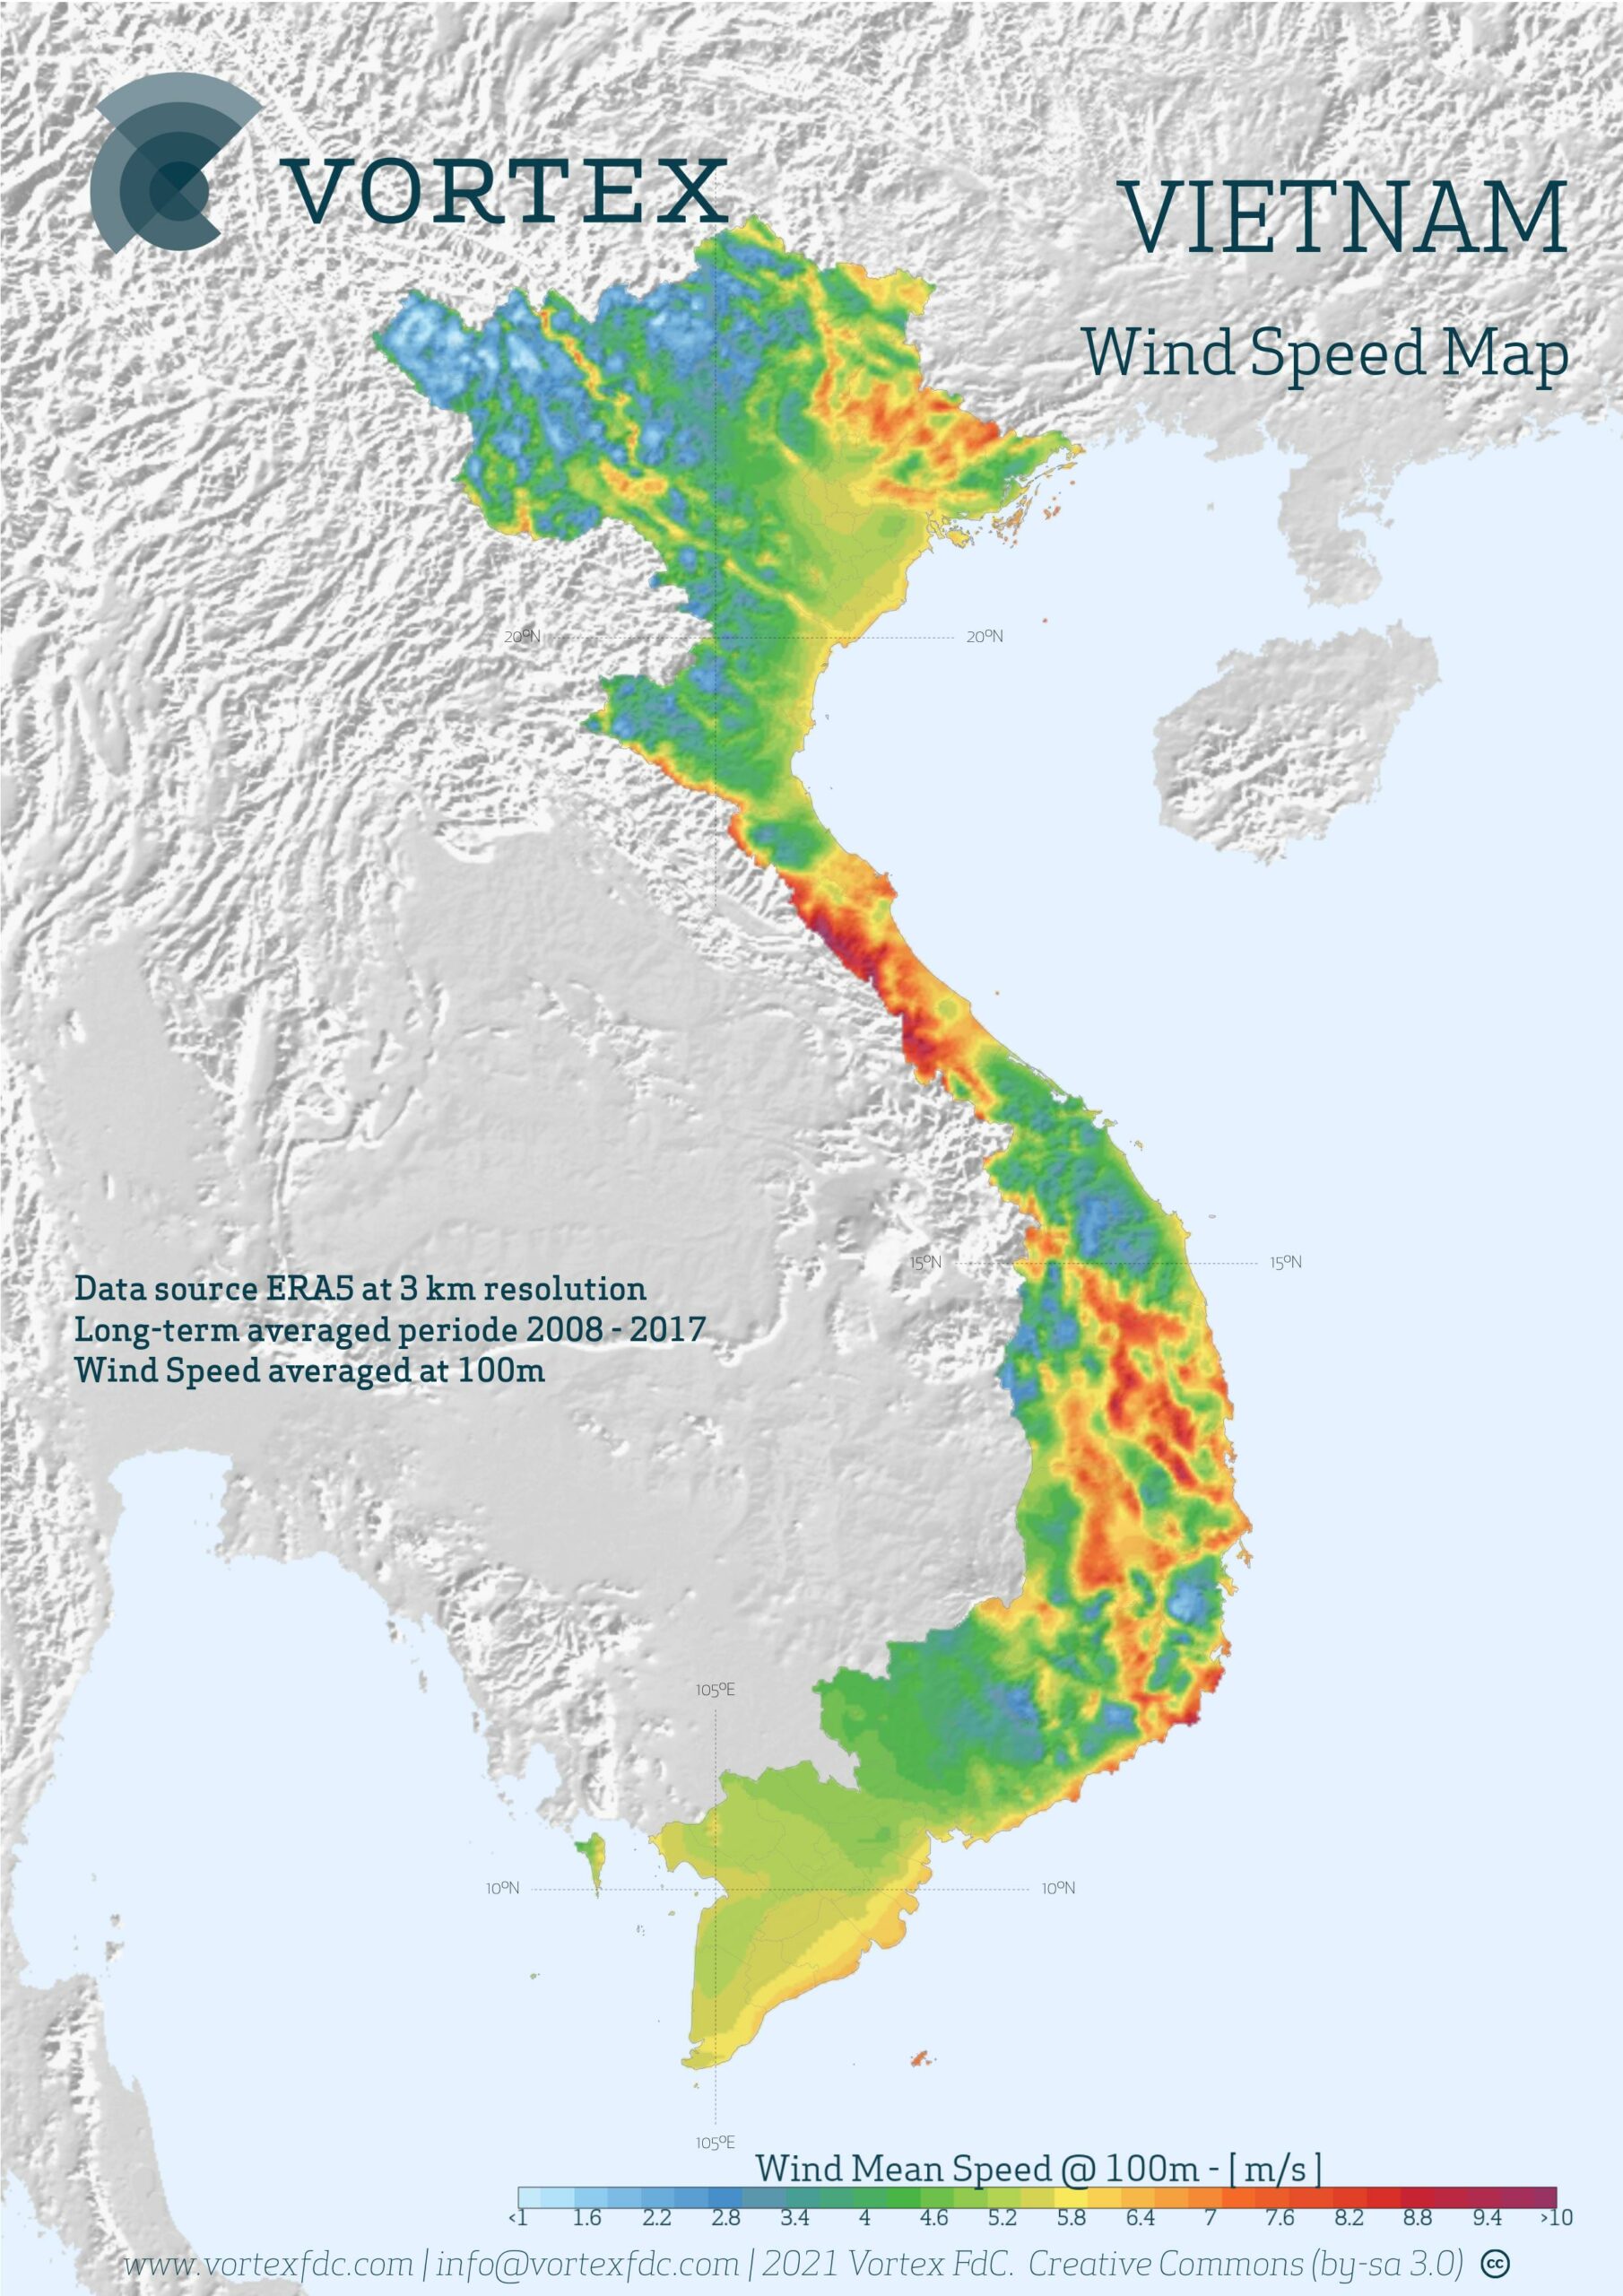 VORTEX
VIETNAM
Wind Speed Map
20ºN
20ºN
15ºN
15ºN
Data source ERA5 at 3 km resolution
Long-term averaged periode 2008 - 2017
Wind Speed averaged at 100m
105ºE
10ºN
10ºN
105ºE
Wind Mean Speed @ 100m - [ m/s ]
<1 1.6 2.2 2.8 3.4 4 4.6 5.2 5.8 6.4 7 7.6 8.2 8.8 9.4 >10
www.vortexfdc.com | info@vortexfdc.com | 2021 Vortex FdC. Creative Commons (by-sa 3.0) cc